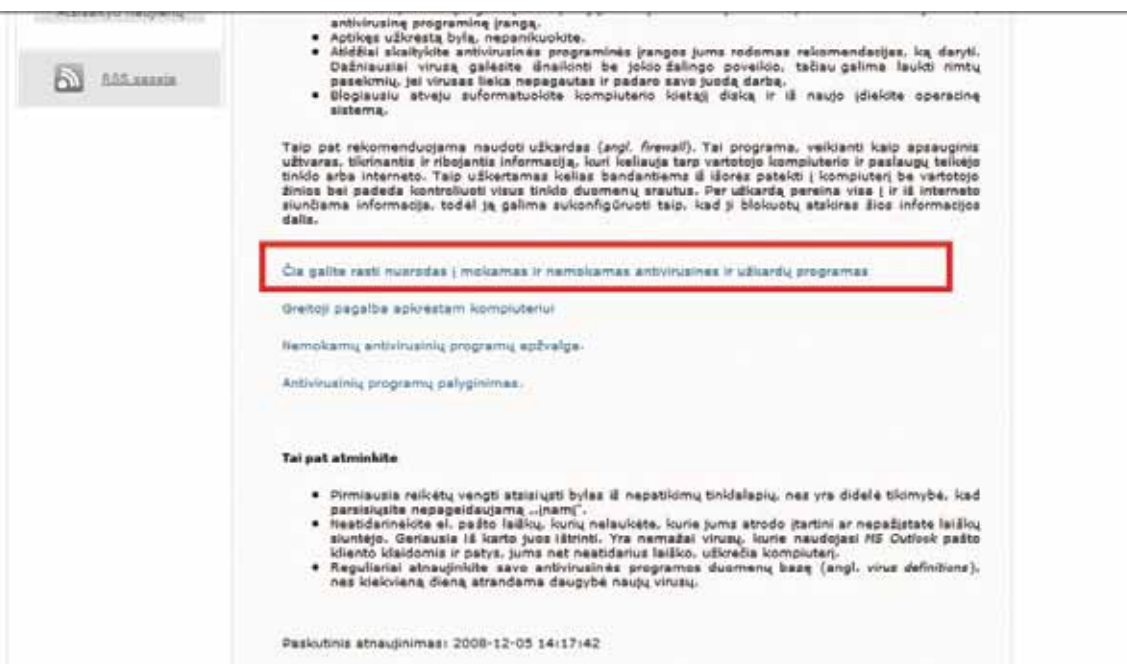 antivirusinę programinę įrangą.
• Aptikęs užkrėstą bylą, nepanikuokite.
• Atidžiai skaitykite antivirusinės programinės įrangos jums rodomas rekomendacijas, ką daryti.
Dažniausiai virusą galėsite išnaikinti be jokio žalingo poveikio, tačiau galima laukti rimtų
pasekmių, jei virusas lieka nepagautas ir padaro savo juodą darbą.
• Blogiausiu atveju suformatuokite kompiuterio kietąjį diską ir iš naujo įdiekite operacinę
sistemą.
RSS sąsaja
Taip pat rekomenduojama naudoti užkardas (angl. firewall). Tai programa, veikianti kaip apsauginis
užtvaras, tikrinantis ir ribojantis informaciją, kuri keliauja tarp vartotojo kompiuterio ir paslaugų teikėjo
tinklo arba interneto. Taip užkertamas kelias bandantiems iš išorės patekti į kompiuterį be vartotojo
žinios bei padeda kontroliuoti visus tinklo duomenų srautus. Per užkardą pereina visa į ir iš interneto
siunčiama informacija, todėl ją galima sukonfigūruoti taip, kad ji blokuotų atskiras šios informacijos
dalis.
Čia galite rasti nuorodas į mokamas ir nemokamas antivirusines ir užkardų programas
Greitoji pagalba apkrėstam kompiuteriui
Nemokamų antivirusinių programų apžvalga.
Antivirusinių programų palyginimas.
Tai pat atminkite
• Pirmiausia reikėtų vengti atsisiųsti bylas iš nepatikimų tinklalapių, nes yra didelė tikimybė, kad
parsisiųsite nepageidaujamą „įnamį".
• Neatidarinėkite el. pašto laiškų, kurių nelaukėte, kurie jums atrodo įtartini ar nepažįstate laiškų
siuntėjo. Geriausia iš karto juos ištrinti. Yra nemažai virusų, kurie naudojasi MS Outlook pašto
kliento klaidomis ir patys, jums net neatidarius laiško, užkrečia kompiuterį.
• Reguliariai atnaujinkite savo antivirusinės programos duomenų bazę (angl. virus definitions),
nes kiekvieną dieną atrandama daugybė naujų virusų.
Paskutinis atnaujinimas: 2008-12-05 14:17:42